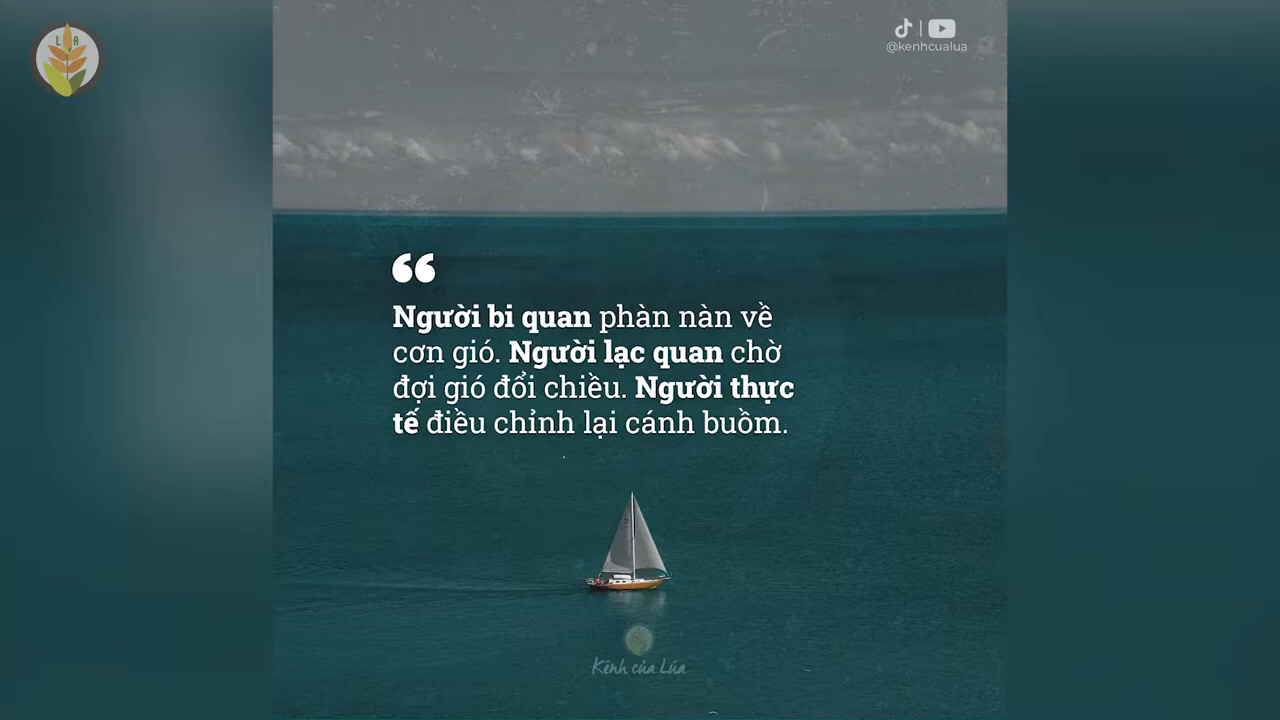 L A
@kenhcualua
“
Người bi quan phàn nàn về
cơn gió. Người lạc quan chờ
đợi gió đổi chiều. Người thực
tế điều chỉnh lại cánh buồm.
Kênh của Lúa